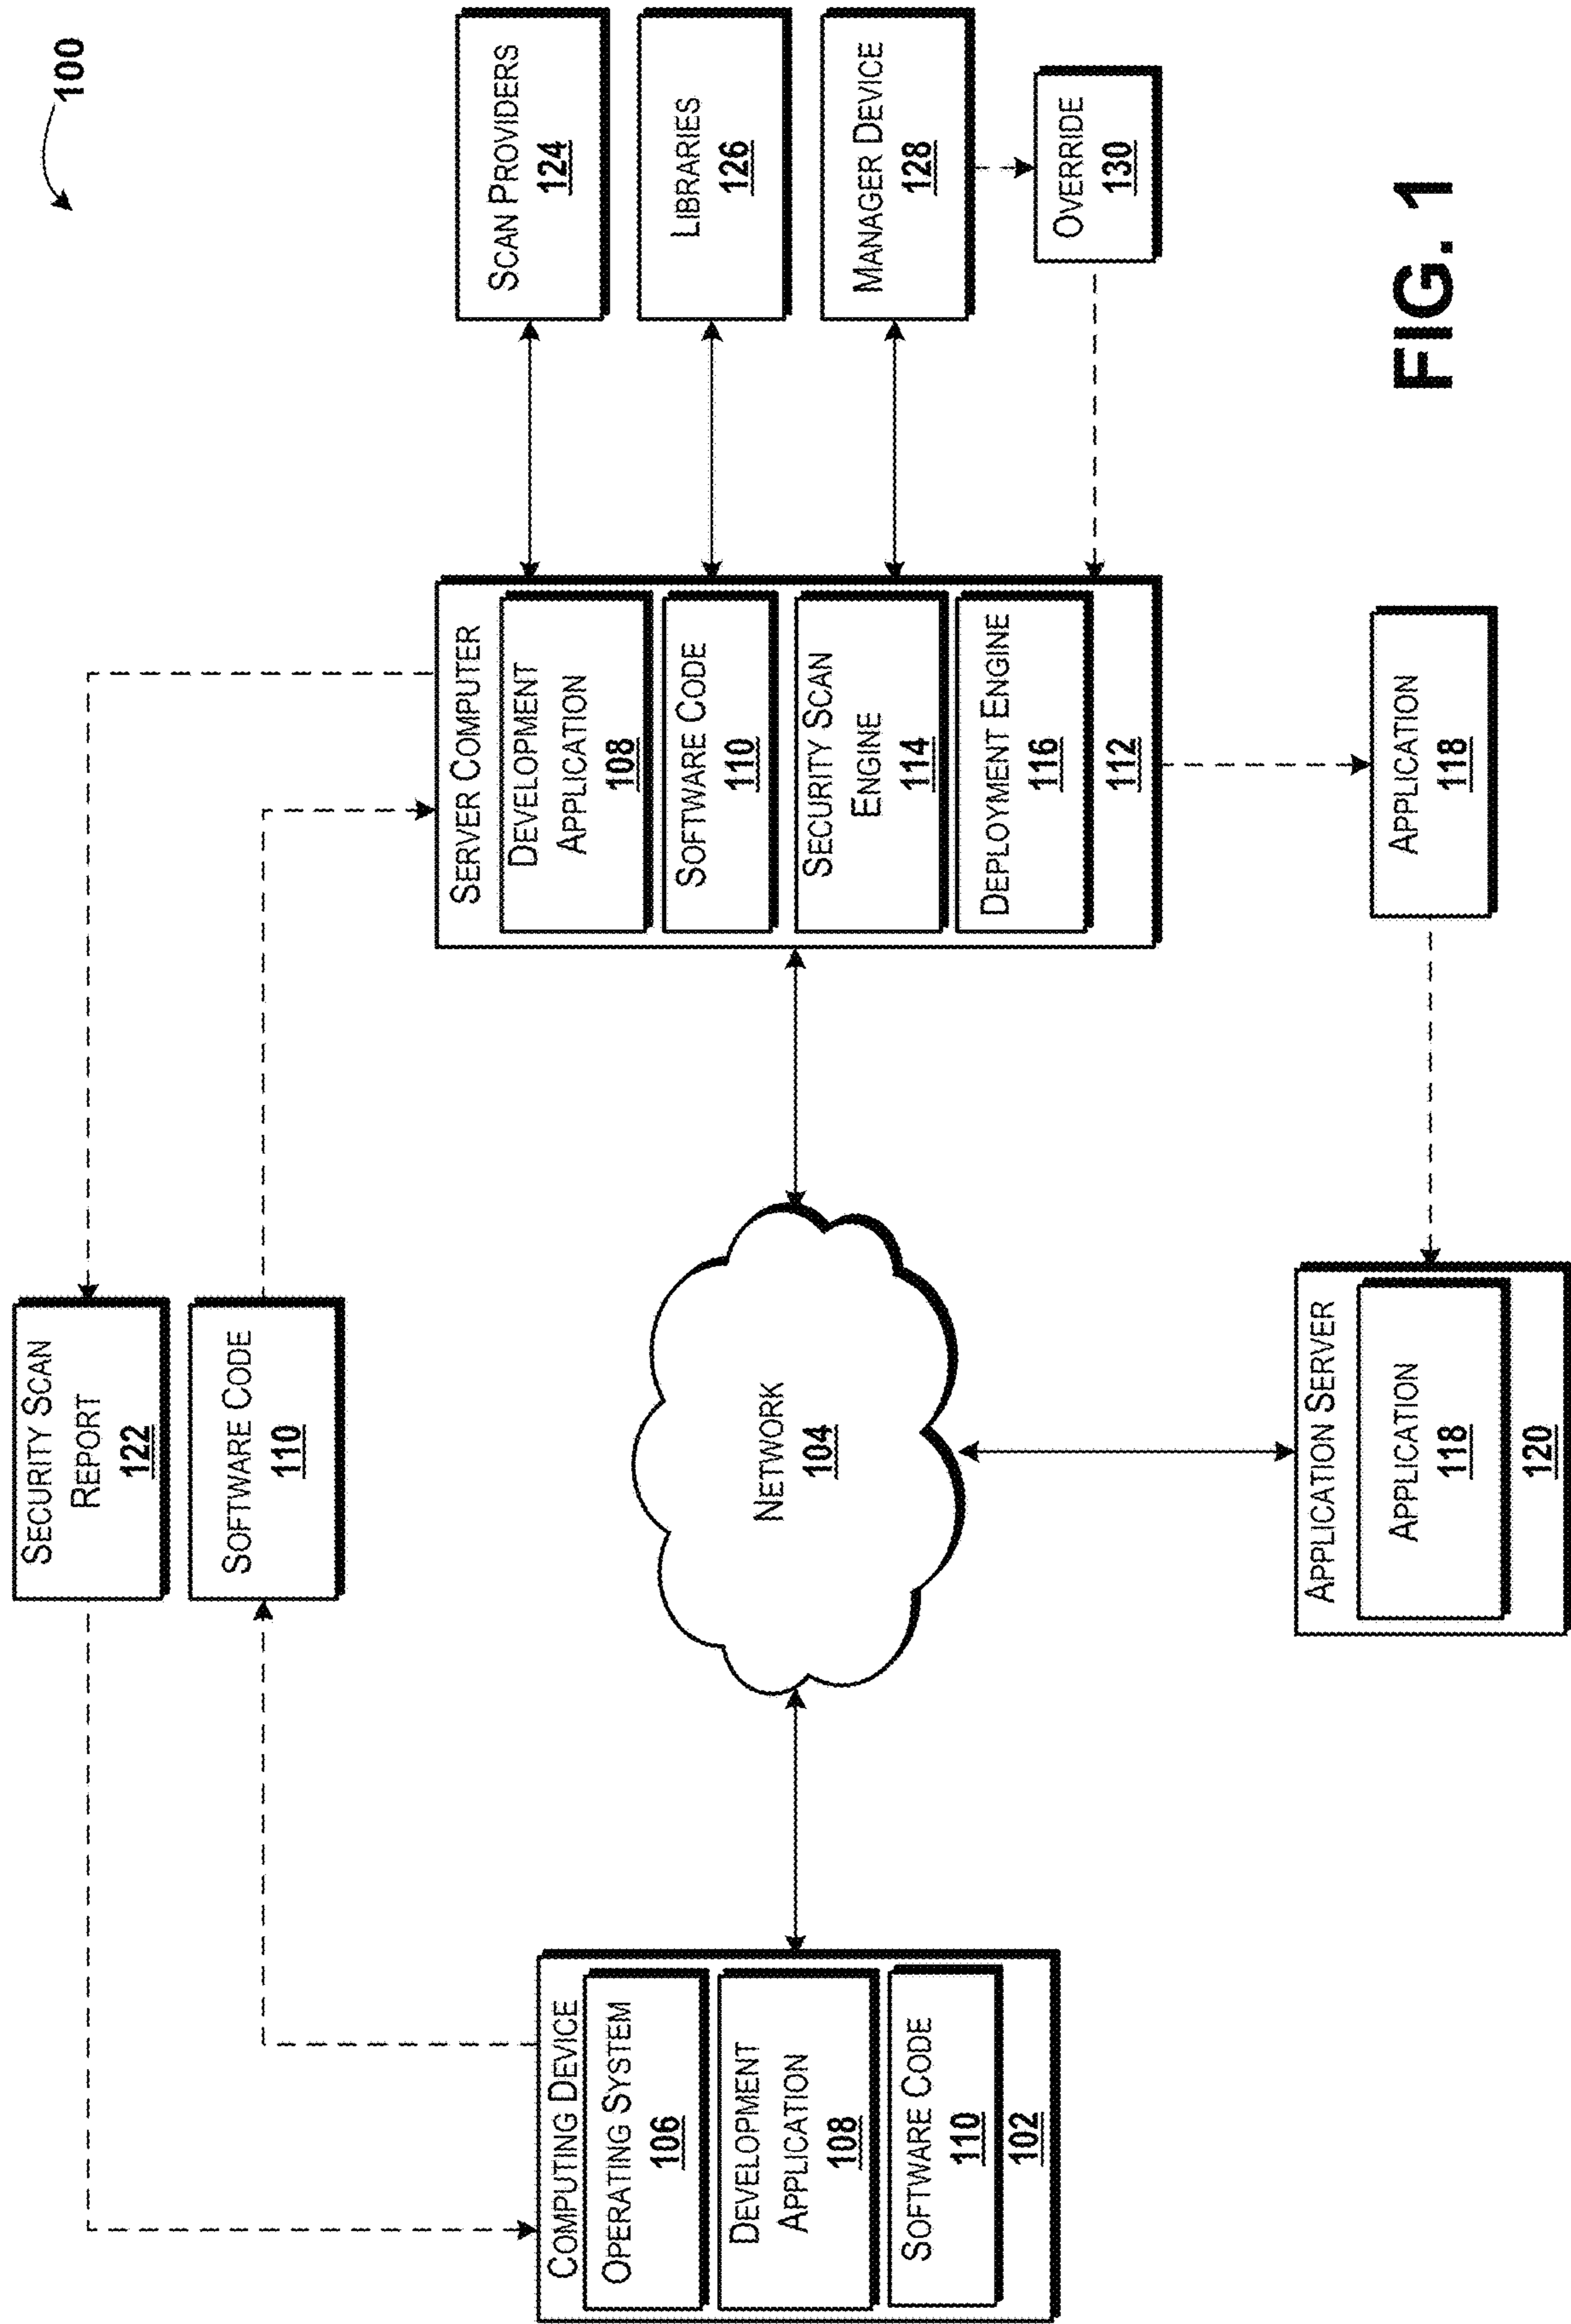 100
SECURITY SCAN
REPORT
122
SOFTWARE CODE
110
COMPUTING DEVICE
OPERATING SYSTEM
106
DEVELOPMENT
APPLICATION
108
SOFTWARE CODE
110
102
NETWORK
104
SERVER COMPUTER
DEVELOPMENT
APPLICATION
108
SOFTWARE CODE
110
SECURITY SCAN
ENGINE
114
DEPLOYMENT ENGINE
116
112
SCAN PROVIDERS
124
LIBRARIES
126
MANAGER DEVICE
128
OVERRIDE
130
APPLICATION SERVER
APPLICATION
118
120
APPLICATION
118
FIG. 1